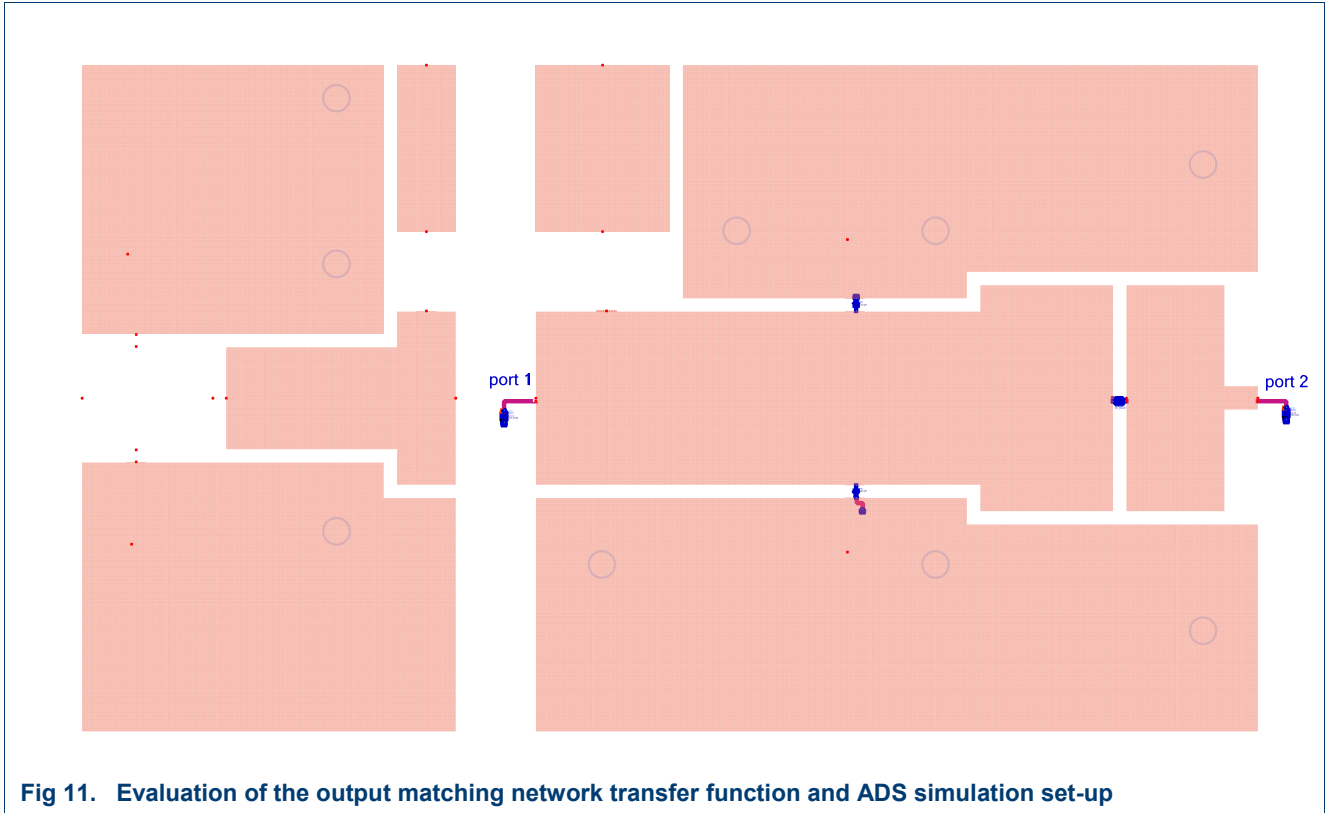 port 1
port 2
Fig 11. Evaluation of the output matching network transfer function and ADS simulation set-up